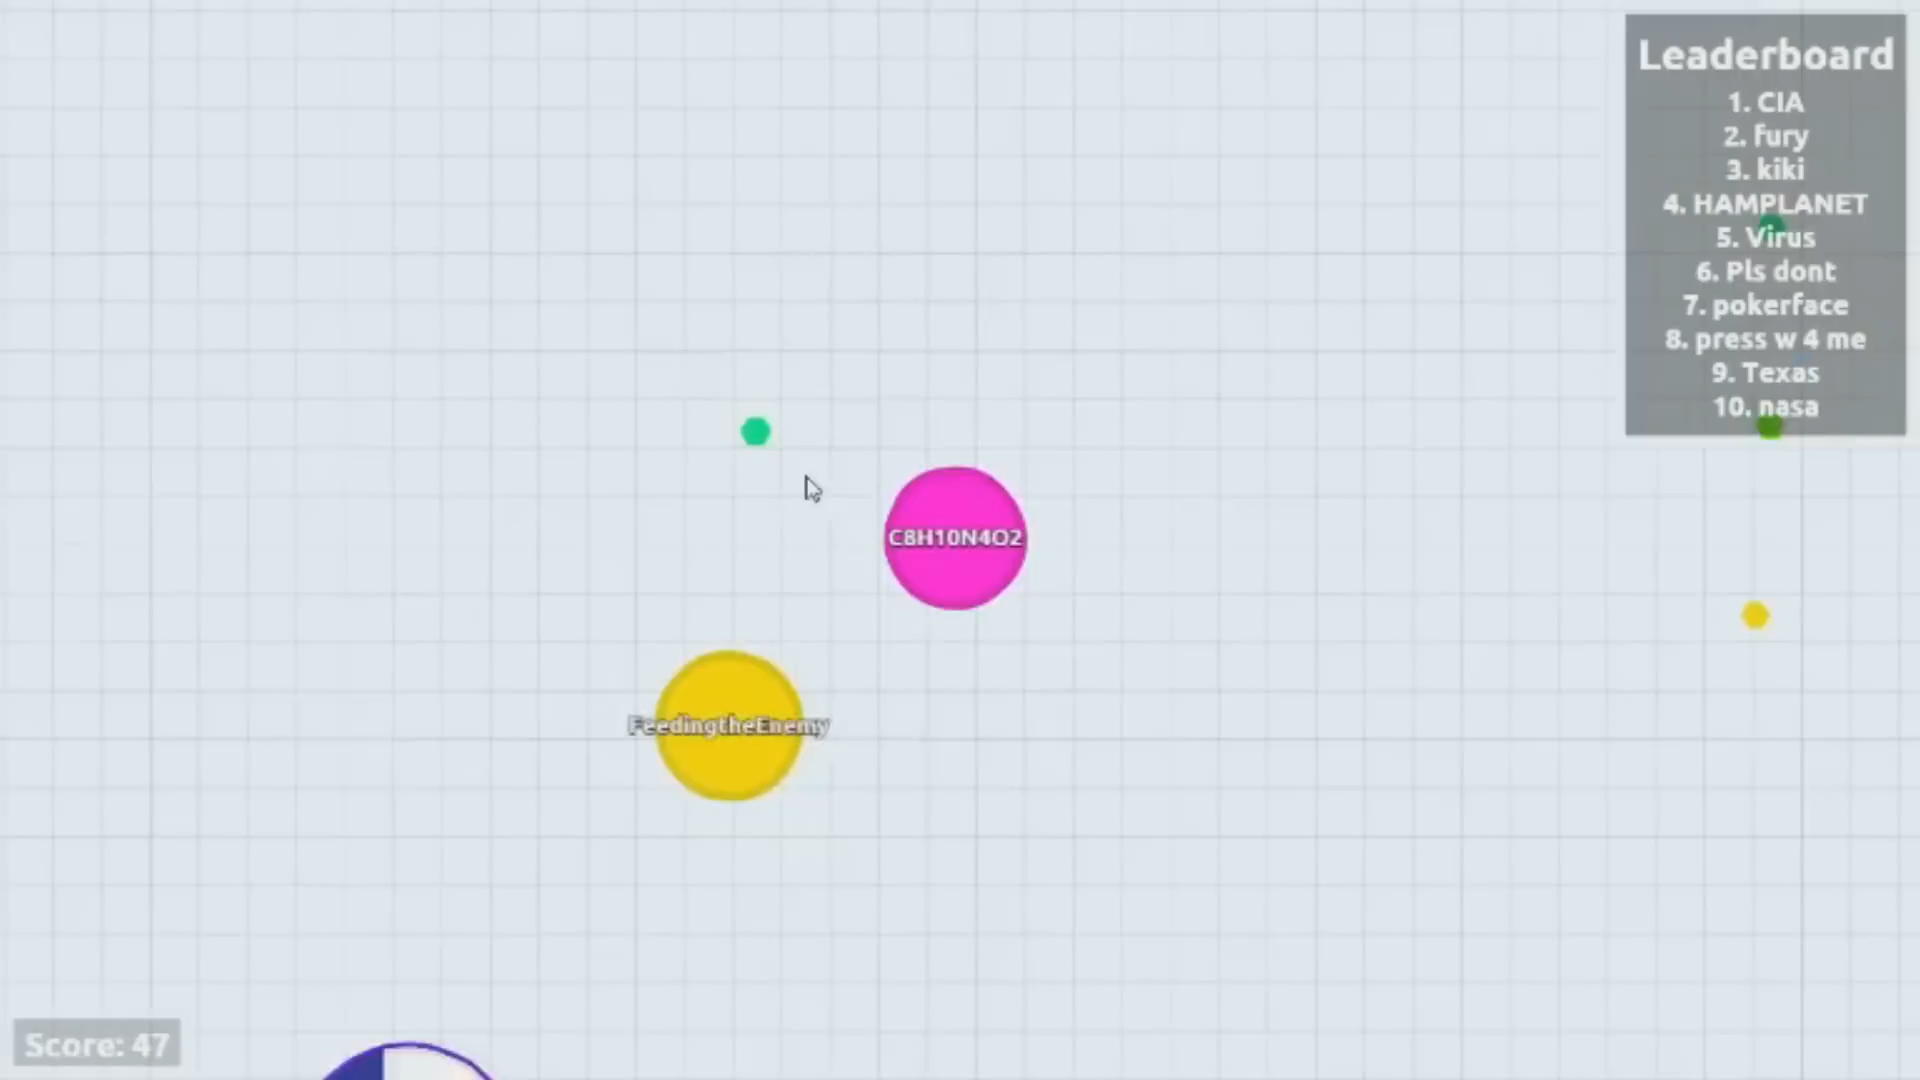 Leaderboard
1. CIA
2. fury
3. kiki
4. HAMPLANET
5. Virus
6. Pls dont
7. pokerface
8. press w 4 me
9. Texas
10. nasa
C8H10N4O2
FeedingtheEnemy
Score: 47